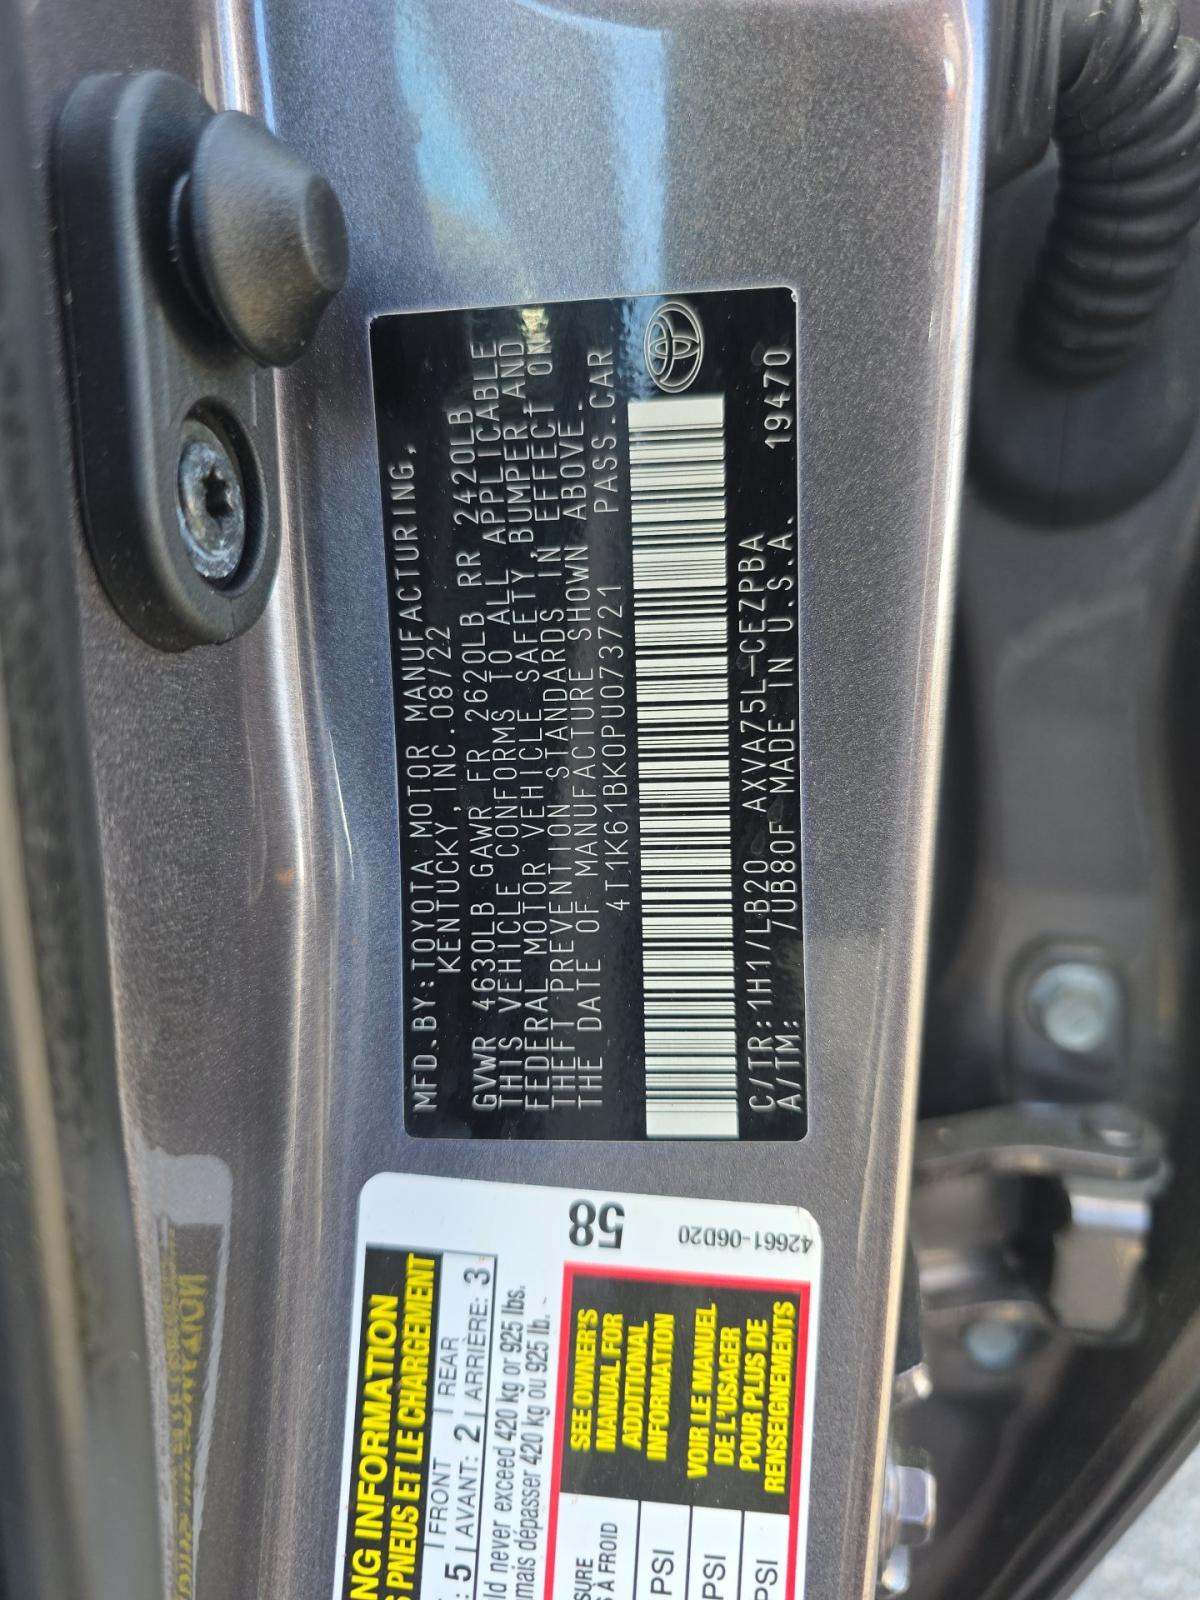 MFD. BY: TOYOTA MOTOR MANUFACTURING,
KENTUCKY, INC. 08/22
GVWR 4630LB GAWR FR 2620LB RR 2420LB
THIS VEHICLE CONFORMS TO ALL APPLICABLE
FEDERAL MOTOR VEHICLE SAFETY, BUMPER AND
THEFT PREVENTION STANDARDS IN EFFECT ON
THE DATE OF MANUFACTURE SHOWN ABOVE.
4T1K61BK0PU073721 PASS.CAR
C/TR: 1H1/LB20 AXVA75L-CEZPBA 19470
A/TM: /UB80F MADE IN U.S.A.
58
42661-06D20
NG INFORMATION
PNEUS ET LE CHARGEMENT
FRONT REAR
: 5 AVANT: 2 ARRIÈRE: 3
ld never exceed 420 kg or 925 lbs.
mais dépasser 420 kg ou 925 lb.
SEE OWNER'S
MANUAL FOR
ADDITIONAL
INFORMATION
VOIR LE MANUEL
DE L'USAGER
POUR PLUS DE
RENSEIGNEMENTS
SURE
À FROID
PSI
PSI
PSI